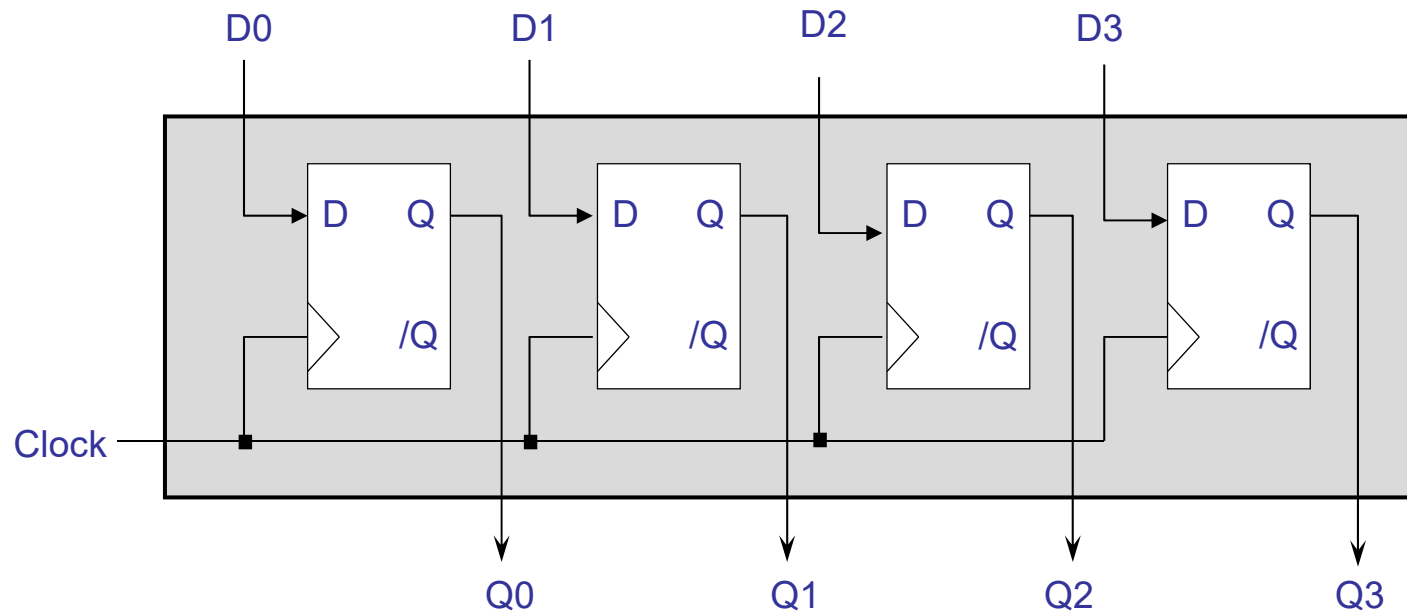 D0 D1 D2 D3
D Q D Q D Q D Q
/Q /Q /Q /Q
Clock
Q0 Q1 Q2 Q3